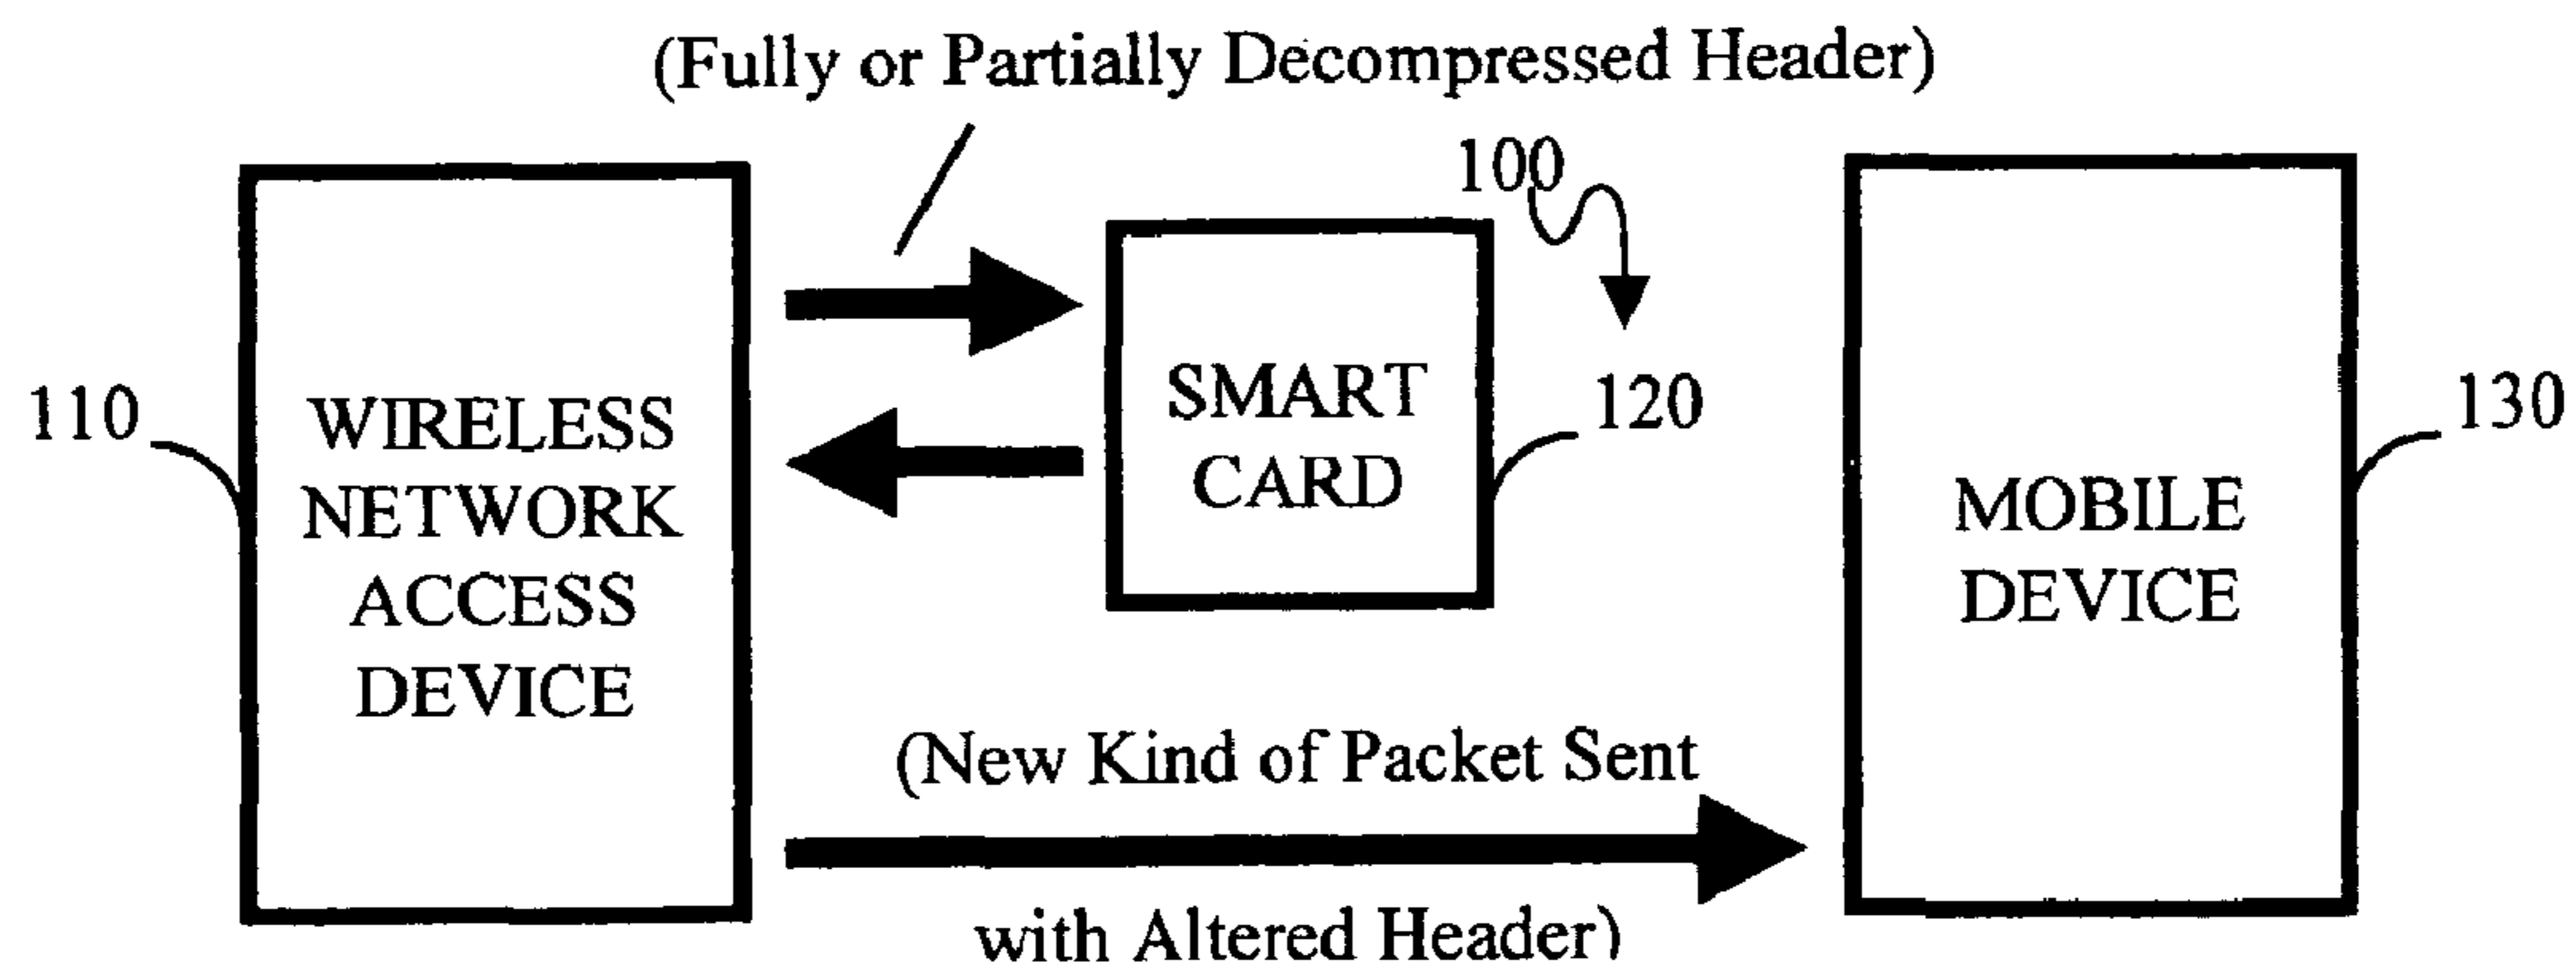 (Fully or Partially Decompressed Header)
100
110
WIRELESS
NETWORK
ACCESS
DEVICE
SMART
CARD
120
MOBILE
DEVICE
130
(New Kind of Packet Sent
with Altered Header)